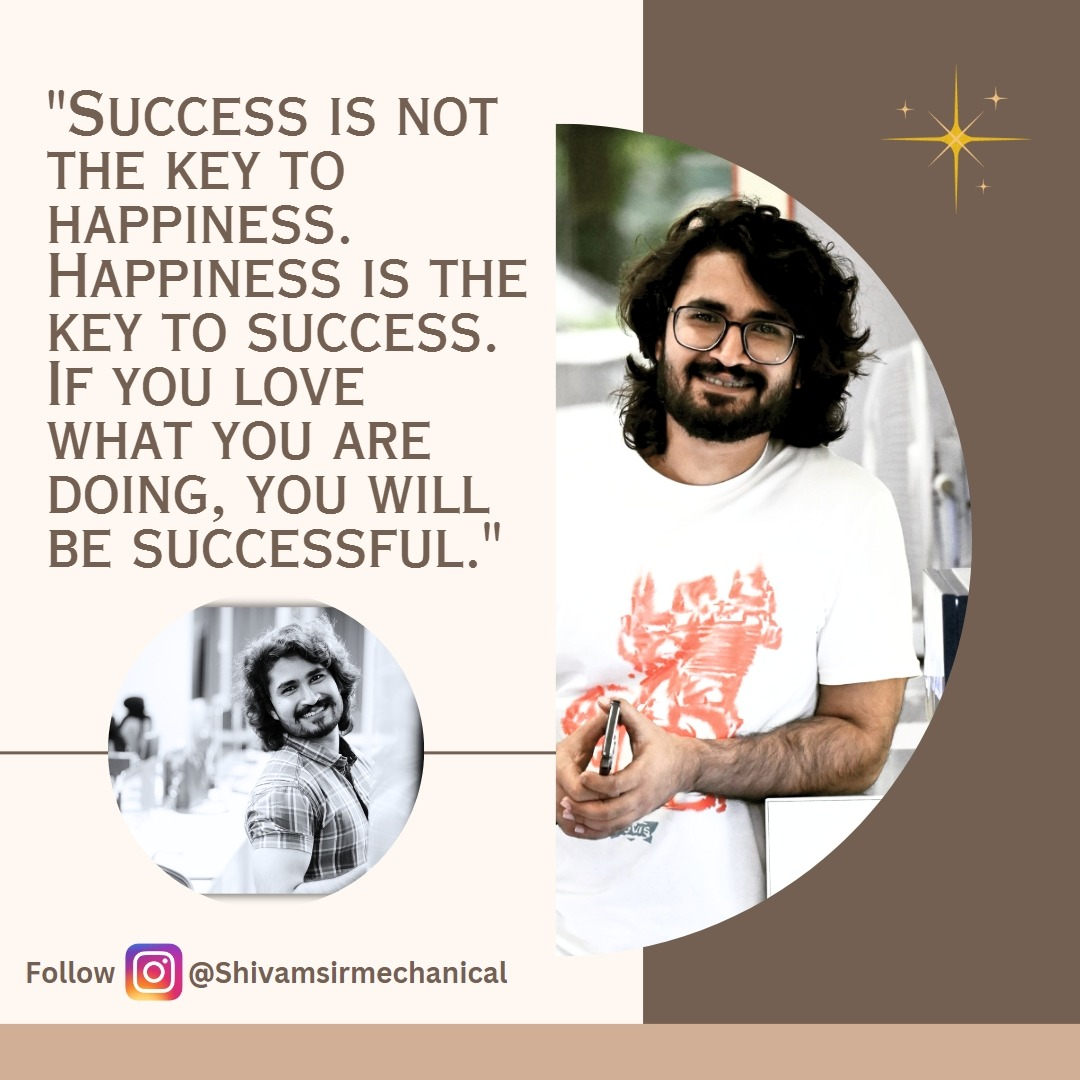 "Success is not
the key to
happiness.
Happiness is the
key to success.
If you love
what you are
doing, you will
be successful."
Follow @Shivamsirmechanical